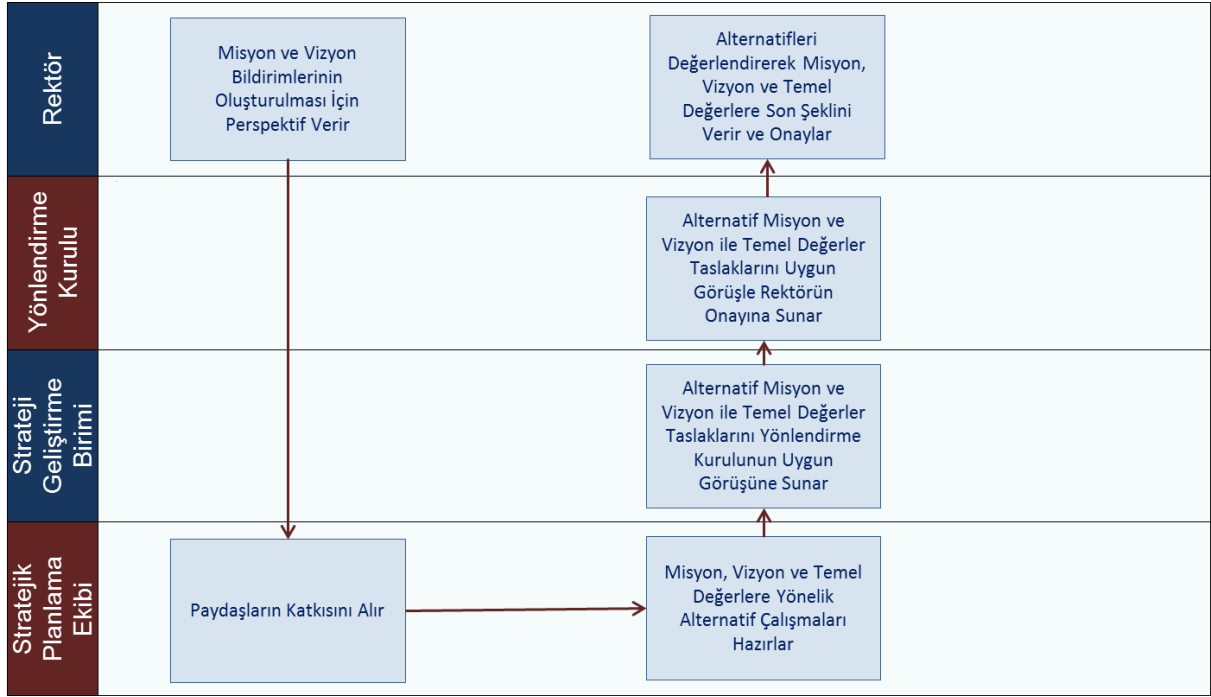 Rektör
Misyon ve Vizyon
Bildirimlerinin
Oluşturulması İçin
Perspektif Verir
Alternatifleri
Değerlendirerek Misyon,
Vizyon ve Temel
Değerlere Son Şeklini
Verir ve Onaylar
Yönlendirme
Kurulu
Alternatif Misyon ve
Vizyon ile Temel Değerler
Taslaklarını Uygun
Görüşle Rektörün
Onayına Sunar
Strateji
Geliştirme
Birimi
Alternatif Misyon ve
Vizyon ile Temel Değerler
Taslaklarını Yönlendirme
Kurulunun Uygun
Görüşüne Sunar
Stratejik
Planlama
Ekibi
Paydaşların Katkısını Alır
Misyon, Vizyon ve Temel
Değerlere Yönelik
Alternatif Çalışmaları
Hazırlar